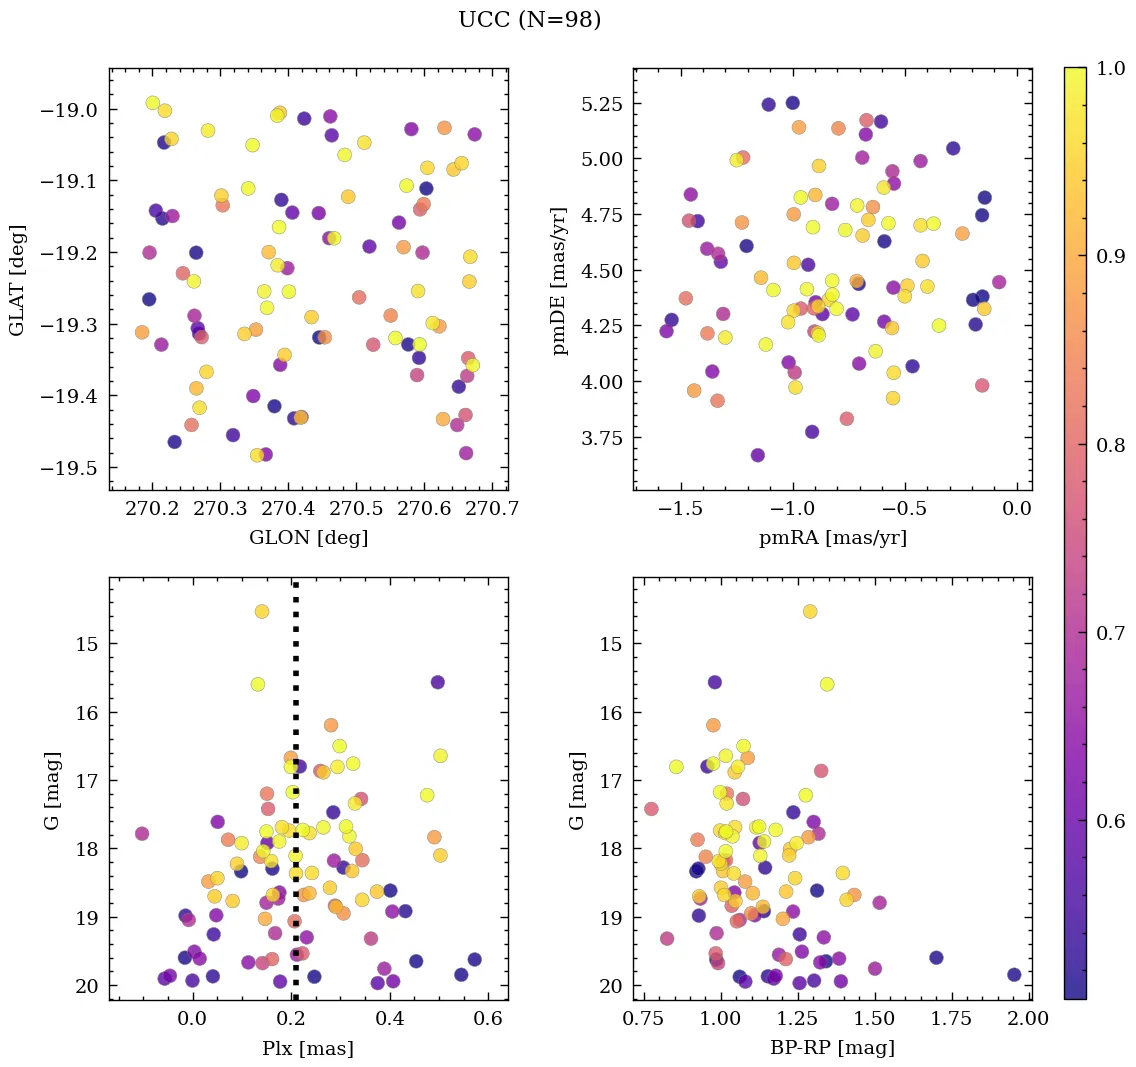 UCC (N=98)
−19.0
−19.1
−19.2
−19.3
−19.4
−19.5
GLAT [deg]
270.2 270.3 270.4 270.5 270.6 270.7
GLON [deg]
5.25
5.00
4.75
4.50
4.25
4.00
3.75
pmDE [mas/yr]
−1.5 −1.0 −0.5 0.0
pmRA [mas/yr]
15
16
17
18
19
20
G [mag]
0.0 0.2 0.4 0.6
Plx [mas]
15
16
17
18
19
20
G [mag]
0.75 1.00 1.25 1.50 1.75 2.00
BP-RP [mag]
1.0
0.9
0.8
0.7
0.6